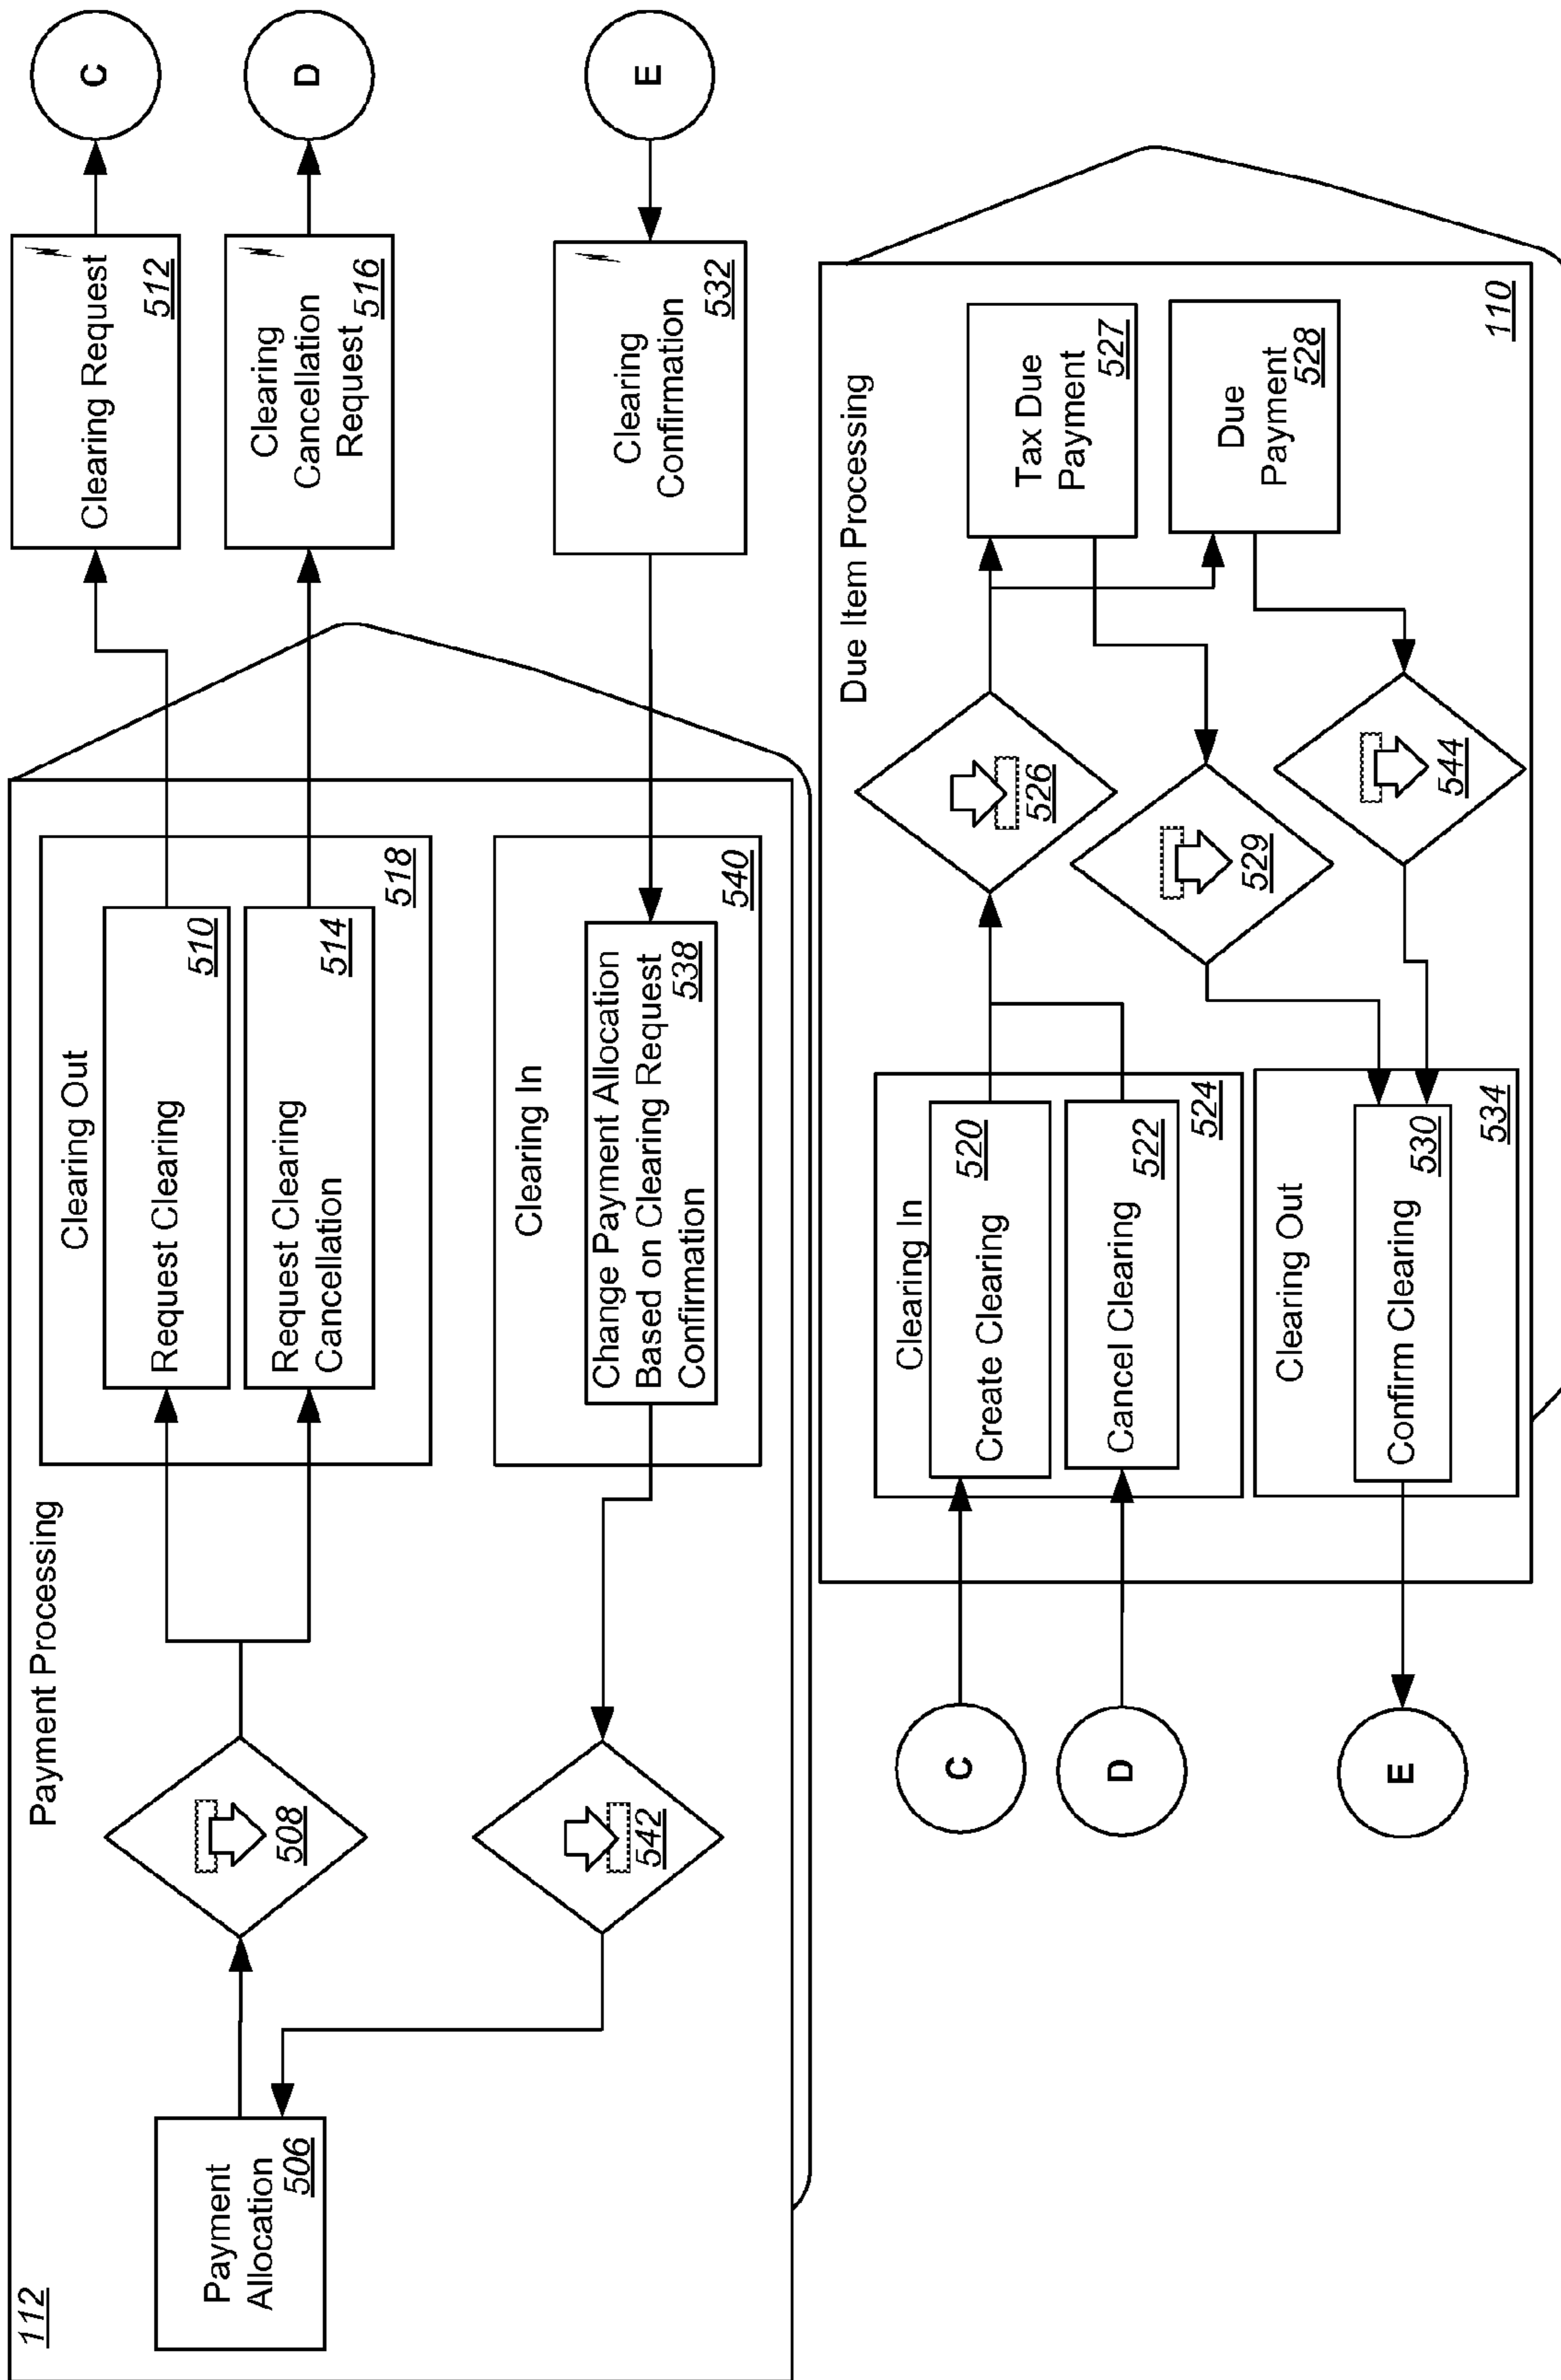 112
Payment Processing
Payment
Allocation
506
508
Clearing Out
Request Clearing
510
Request Clearing
Cancellation
514
518
Clearing Request
512
C
Clearing
Cancellation
Request
516
D
542
Clearing In
Change Payment Allocation
Based on Clearing Request
Confirmation
538
540
Clearing
Confirmation
532
E
Due Item Processing
C
D
E
Clearing In
Create Clearing
520
Cancel Clearing
522
524
Clearing Out
Confirm Clearing
530
534
526
529
544
Tax Due
Payment
527
Due
Payment
528
110